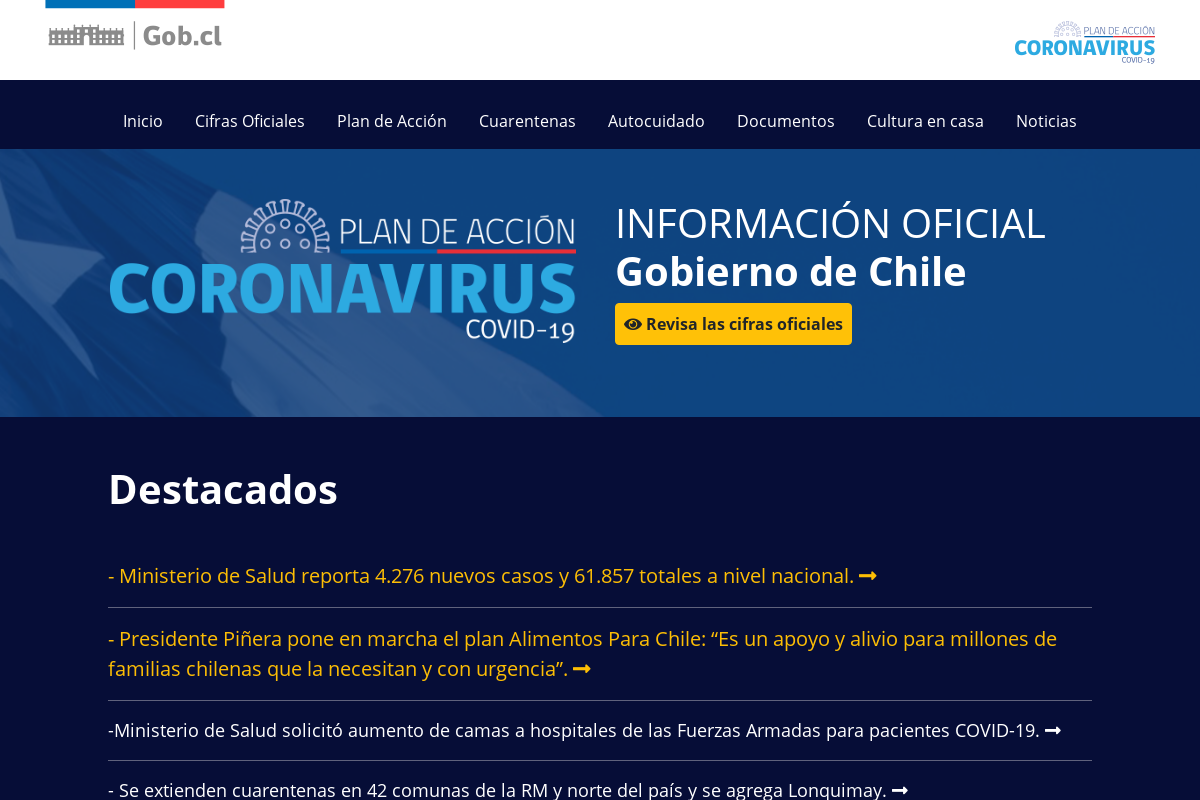 Gob.cl
PLAN DE ACCIÓN
CORONAVIRUS
COVID-19
Inicio Cifras Oficiales Plan de Acción Cuarentenas Autocuidado Documentos Cultura en casa Noticias
PLAN DE ACCIÓN
CORONAVIRUS
COVID-19
INFORMACIÓN OFICIAL
Gobierno de Chile
Revisa las cifras oficiales
Destacados
- Ministerio de Salud reporta 4.276 nuevos casos y 61.857 totales a nivel nacional.
- Presidente Piñera pone en marcha el plan Alimentos Para Chile: “Es un apoyo y alivio para millones de
familias chilenas que la necesitan y con urgencia”.
-Ministerio de Salud solicitó aumento de camas a hospitales de las Fuerzas Armadas para pacientes COVID-19.
- Se extienden cuarentenas en 42 comunas de la RM y norte del país y se agrega Lonquimay.